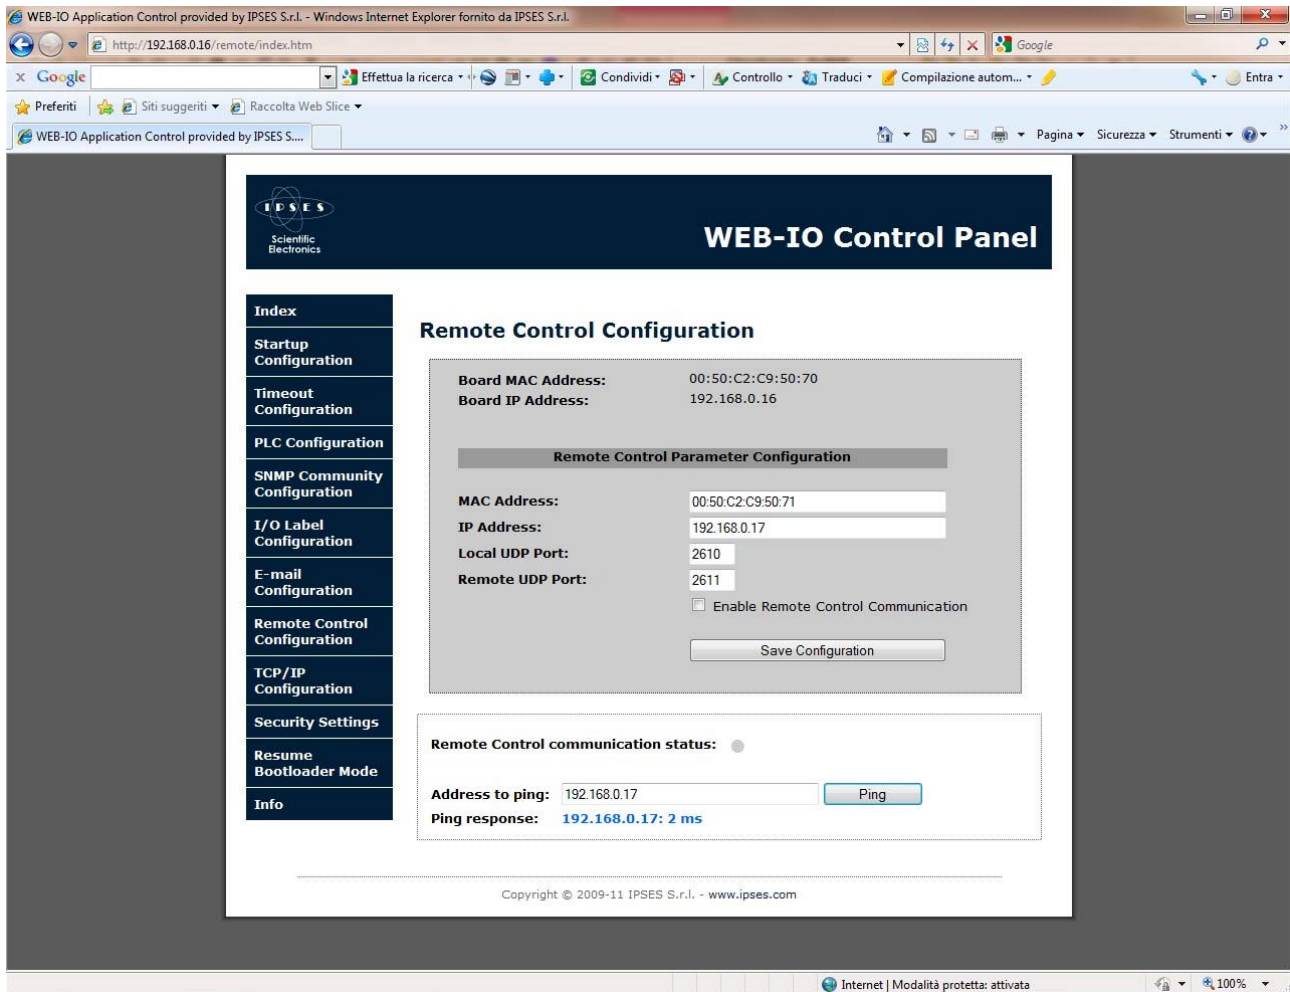 WEB-IO Application Control provided by IPSES S.r.l. - Windows Internet Explorer fornito da IPSES S.r.l.
http://192.168.0.16/remote/index.htm
Google
x Google
Effettua la ricerca
Condividi
Controllo
Traduci
Compilazione autom...
Entra
Preferiti
Siti suggeriti
Raccolta Web Slice
WEB-IO Application Control provided by IPSES S....
Pagina
Sicurezza
Strumenti
IPSES
Scientific
Electronics
WEB-IO Control Panel
Index
Startup
Configuration
Timeout
Configuration
PLC Configuration
SNMP Community
Configuration
I/O Label
Configuration
E-mail
Configuration
Remote Control
Configuration
TCP/IP
Configuration
Security Settings
Resume
Bootloader Mode
Info
Remote Control Configuration
Board MAC Address: 00:50:C2:C9:50:70
Board IP Address: 192.168.0.16
Remote Control Parameter Configuration
MAC Address: 00:50:C2:C9:50:71
IP Address: 192.168.0.17
Local UDP Port: 2610
Remote UDP Port: 2611
Enable Remote Control Communication
Save Configuration
Remote Control communication status:
Address to ping: 192.168.0.17 Ping
Ping response: 192.168.0.17: 2 ms
Copyright © 2009-11 IPSES S.r.l. - www.ipses.com
Internet | Modalità protetta: attivata
100%